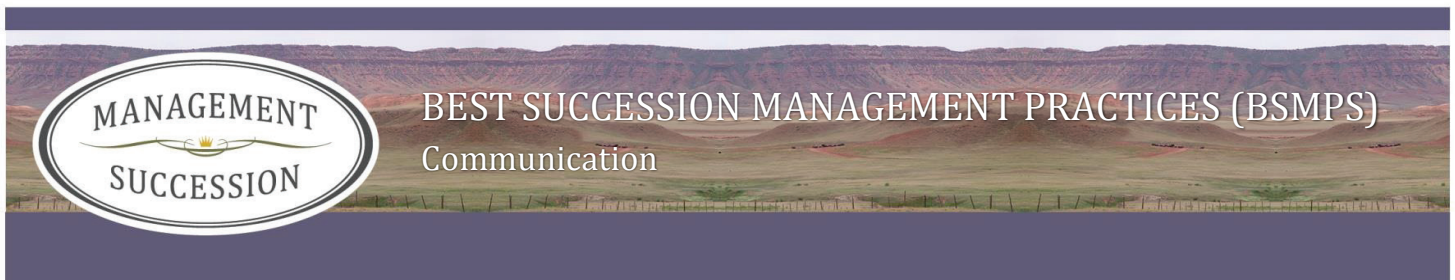 MANAGEMENT
SUCCESSION
BEST SUCCESSION MANAGEMENT PRACTICES (BSMPS)
Communication